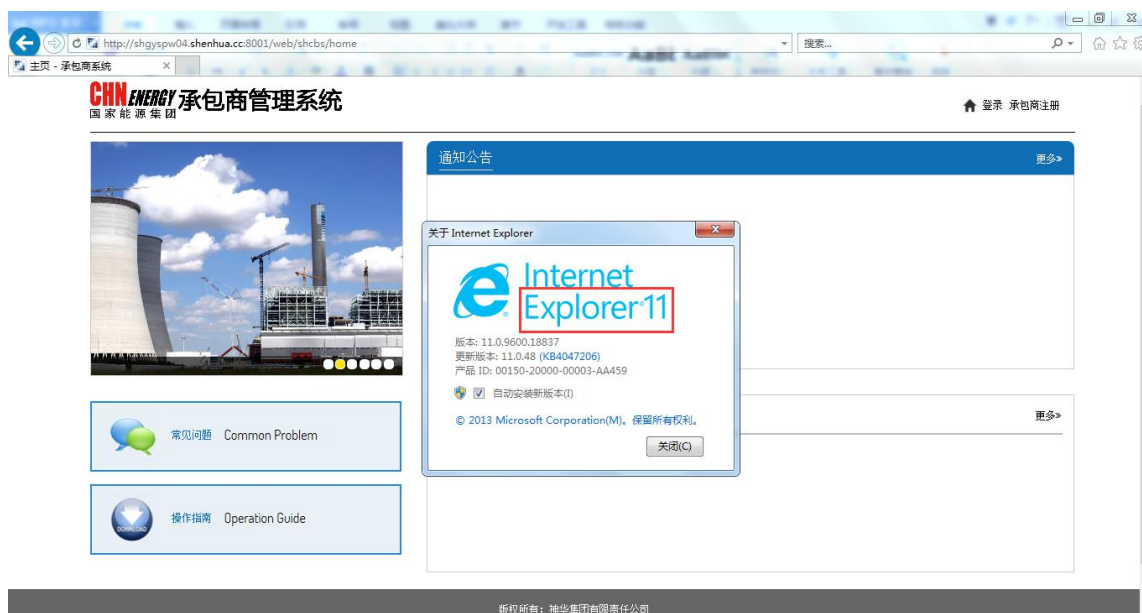 http://shgyspw04.shenhua.cc:8001/web/shcbs/home
搜索...
主页 - 承包商系统
CHN ENERGY 承包商管理系统
国家能源集团
登录 承包商注册
通知公告
更多»
关于 Internet Explorer
Internet
Explorer 11
版本: 11.0.9600.18837
更新版本: 11.0.48 (KB4047206)
产品 ID: 00150-20000-00003-AA459
自动安装新版本(I)
© 2013 Microsoft Corporation(M)。保留所有权利。
关闭(C)
更多»
常见问题 Common Problem
DOWNLOAD
操作指南 Operation Guide
版权所有：神华集团有限责任公司